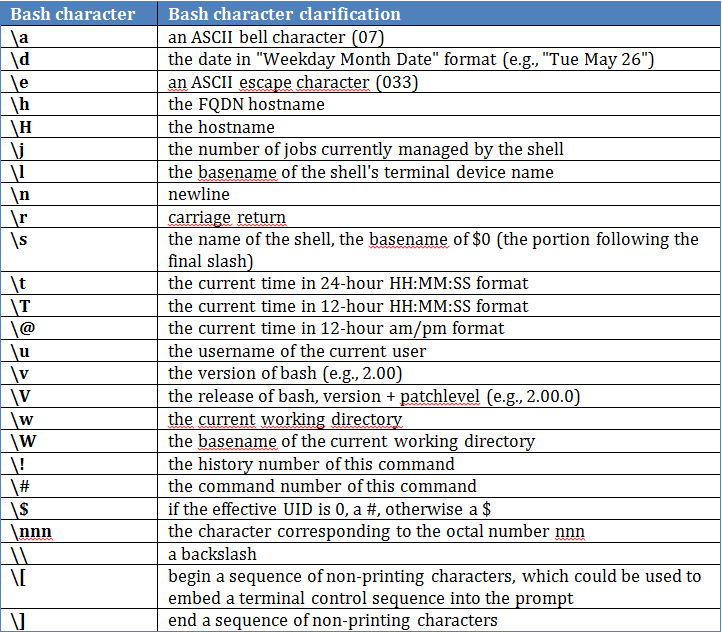 Bash character Bash character clarification
\a an ASCII bell character (07)
\d the date in "Weekday Month Date" format (e.g., "Tue May 26")
\e an ASCII escape character (033)
\h the FQDN hostname
\H the hostname
\j the number of jobs currently managed by the shell
\l the basename of the shell's terminal device name
\n newline
\r carriage return
\s the name of the shell, the basename of $0 (the portion following the
final slash)
\t the current time in 24-hour HH:MM:SS format
\T the current time in 12-hour HH:MM:SS format
\@ the current time in 12-hour am/pm format
\u the username of the current user
\v the version of bash (e.g., 2.00)
\V the release of bash, version + patchlevel (e.g., 2.00.0)
\w the current working directory
\W the basename of the current working directory
\! the history number of this command
\# the command number of this command
\$ if the effective UID is 0, a #, otherwise a $
\nnn the character corresponding to the octal number nnn
\\ a backslash
\[ begin a sequence of non-printing characters, which could be used to
embed a terminal control sequence into the prompt
\] end a sequence of non-printing characters